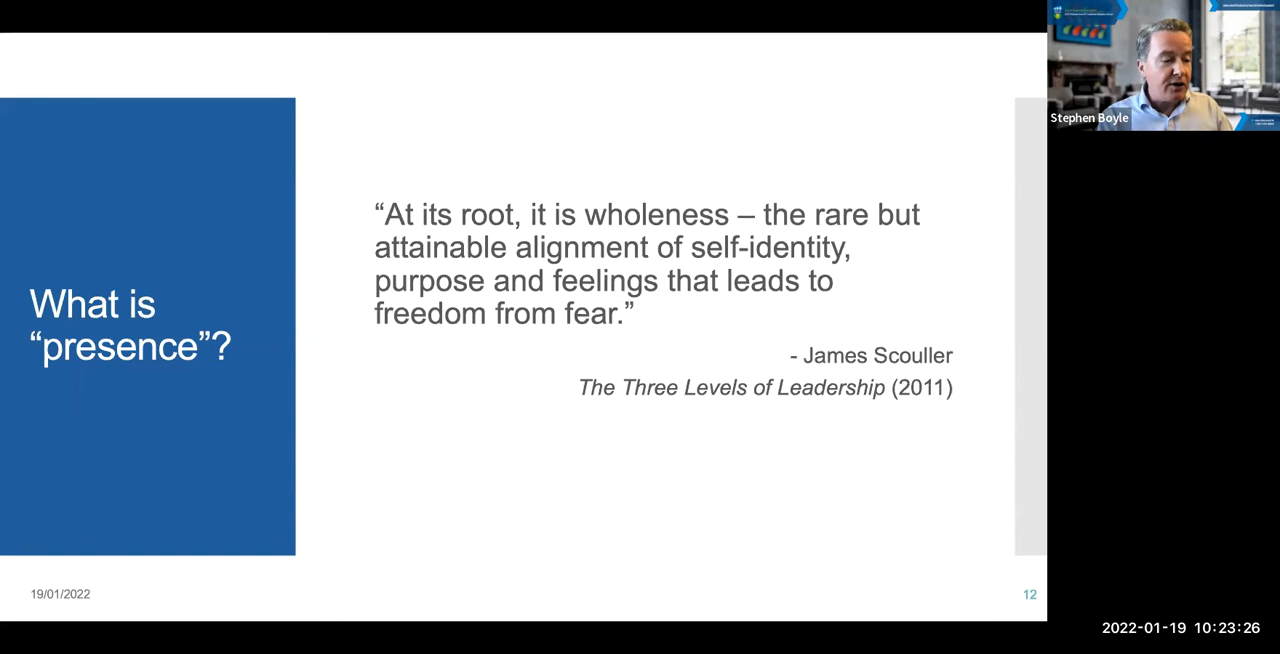 What is
“presence”?
“At its root, it is wholeness – the rare but
attainable alignment of self-identity,
purpose and feelings that leads to
freedom from fear.”
- James Scouller
The Three Levels of Leadership (2011)
19/01/2022
12
Stephen Boyle
2022-01-19 10:23:26